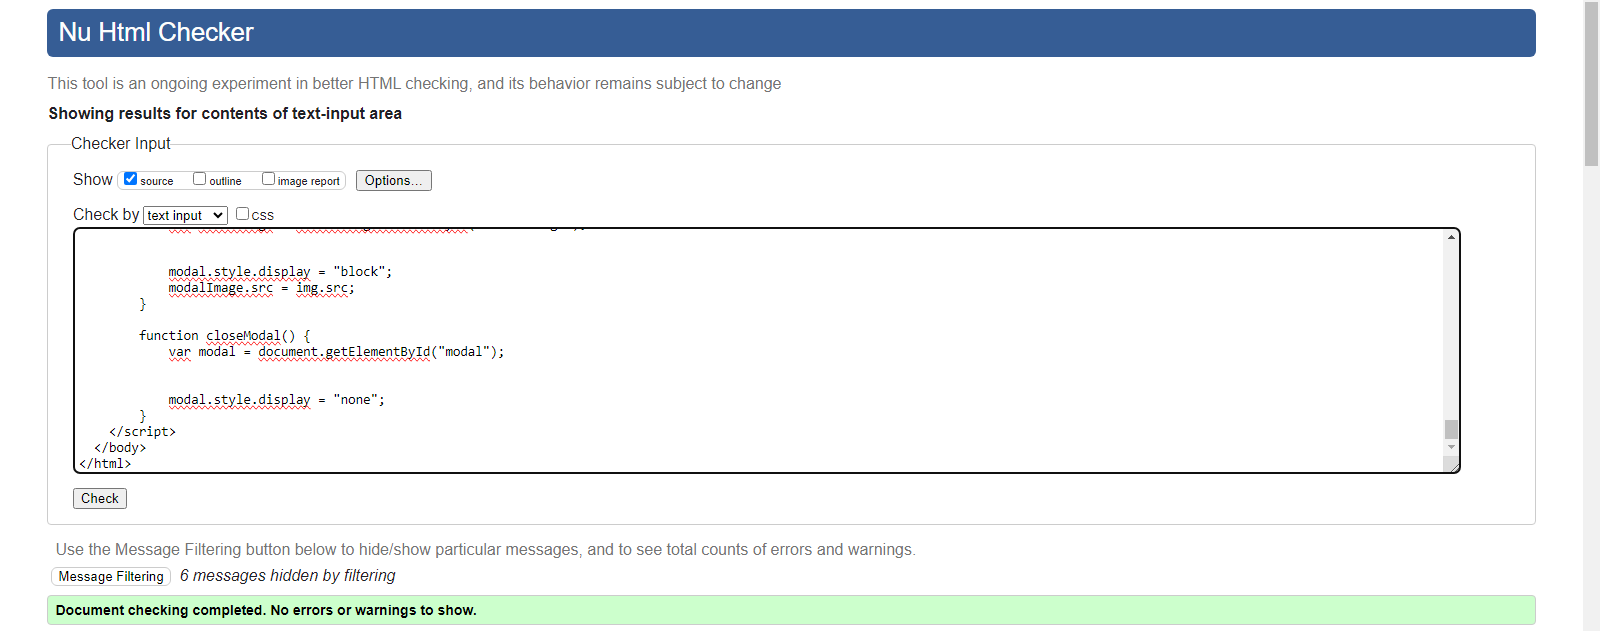 Nu Html Checker
This tool is an ongoing experiment in better HTML checking, and its behavior remains subject to change
Showing results for contents of text-input area
Checker Input
Show source outline image report Options...
Check by text input css
modal.style.display = "block";
modalImage.src = img.src;
}
function closeModal() {
var modal = document.getElementById("modal");
modal.style.display = "none";
}
</script>
</body>
</html>
Check
Use the Message Filtering button below to hide/show particular messages, and to see total counts of errors and warnings.
Message Filtering 6 messages hidden by filtering
Document checking completed. No errors or warnings to show.